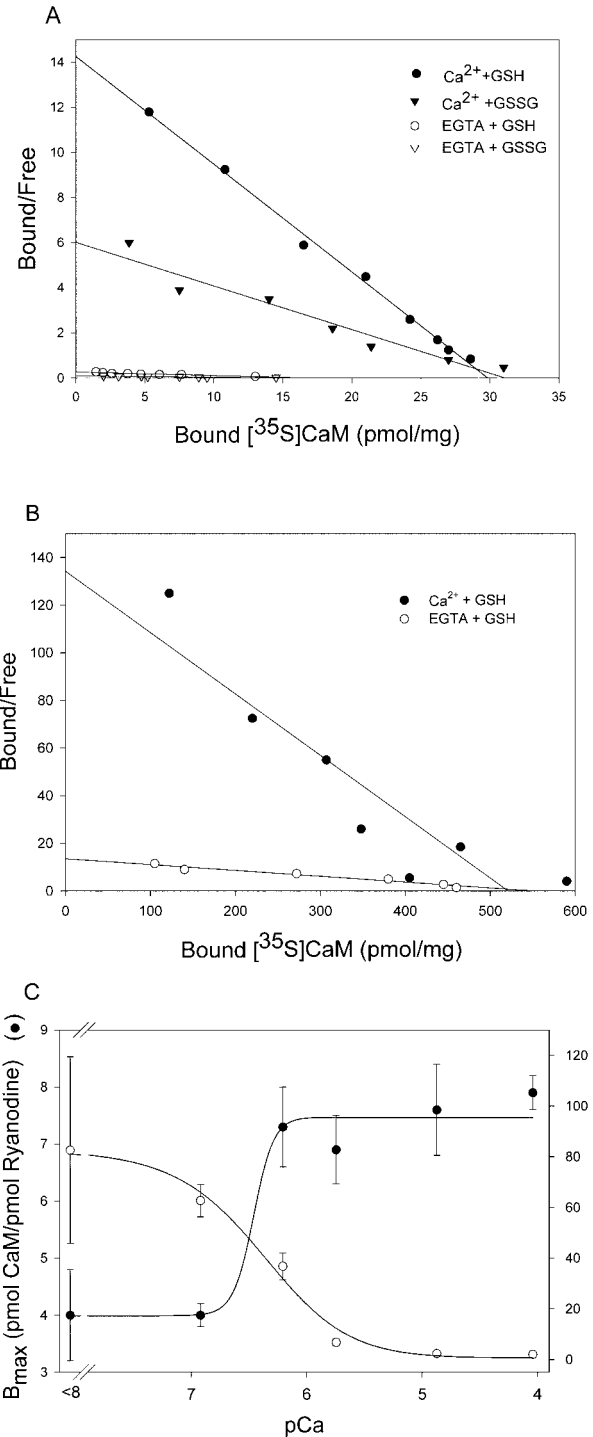 A
Bound/Free
14
12
10
8
6
4
2
0
Ca2++GSH
Ca2+ +GSSG
EGTA + GSH
EGTA + GSSG
0 5 10 15 20 25 30 35
Bound [35S]CaM (pmol/mg)
B
Bound/Free
140
120
100
80
60
40
20
0
Ca2+ + GSH
EGTA + GSH
0 100 200 300 400 500 600
Bound [35S]CaM (pmol/mg)
C
Bmax (pmol CaM/pmol Ryanodine) (●)
9
8
7
6
5
4
3
120
100
80
60
40
20
0
<8 7 6 5 4
pCa